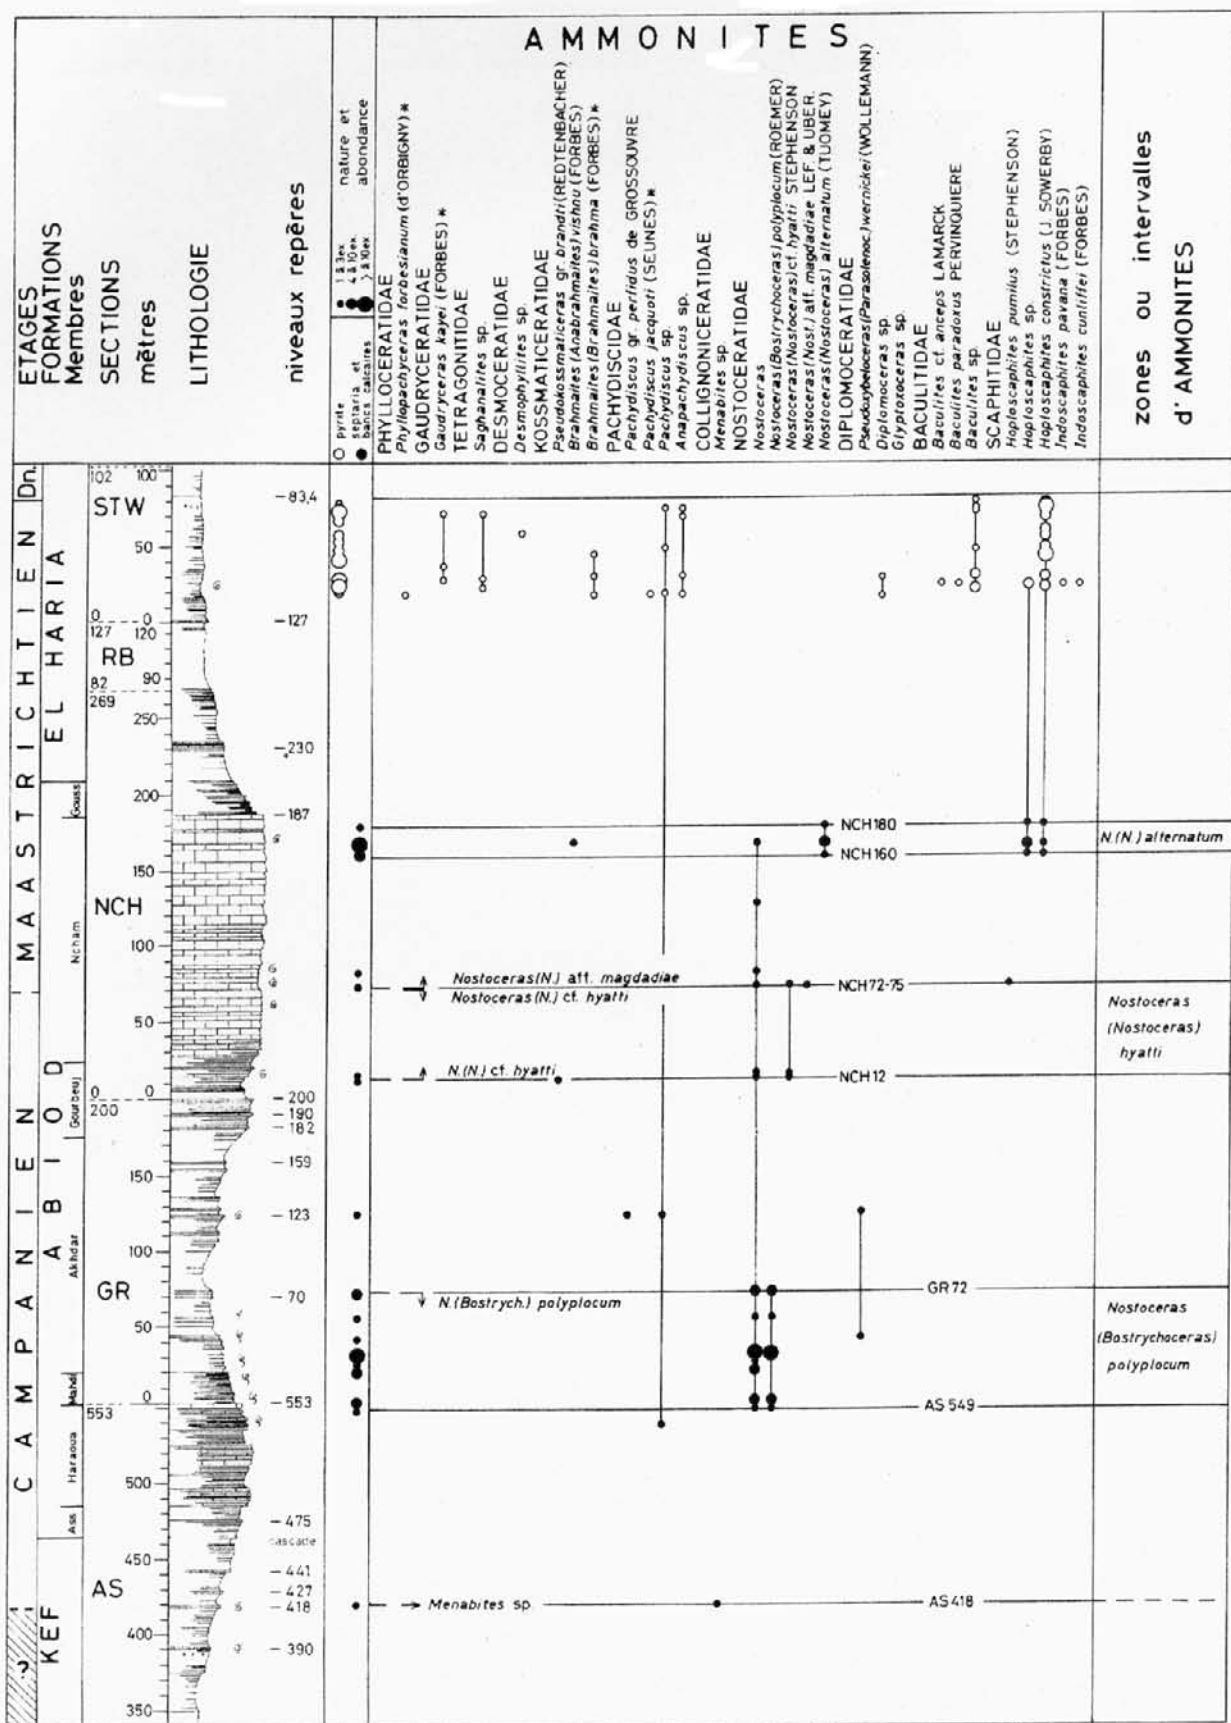 AMMONITES
ETAGES
FORMATIONS
Membres
SECTIONS
mètres
LITHOLOGIE
niveaux repères
nature et
abondance
1 à 3ex
4 à 10ex.
> à 10ex
pyrite
septaria et
bancs calcaires
PHYLLOCERATIDAE
Phyllopachyceras forbesianum (d'ORBIGNY) *
GAUDRYCERATIDAE
Gaudryceras kayei (FORBES) *
TETRAGONITIDAE
Saghanalites sp.
DESMOCERATIDAE
Desmophyllites sp.
KOSSMATICERATIDAE
Pseudokossmaticeras gr. brandti (REDTENBACHER)
Brahmaites (Anabrahmaites) vishnu (FORBES)
Brahmaites (Brahmaites) brahma (FORBES) *
PACHYDISCIDAE
Pachydiscus gr. perfidus de GROSSOUVRE
Pachydiscus jacquoti (SEUNES) *
Pachydiscus sp.
Anapachydiscus sp.
COLLIGNONICERATIDAE
Menabites sp.
NOSTOCERATIDAE
Nostoceras
Nostoceras (Bostrychoceras) polyplocum (ROEMER)
Nostoceras (Nostoceras) cf. hyatti STEPHENSON
Nostoceras (Nost.) aff. magdadiae LEF. & UBER.
Nostoceras (Nostoceras) alternatum (TUOMEY)
DIPLOMOCERATIDAE
Pseudoxybeloceras (Parasolenoc.) wernickei (WOLLEMANN)
Diplomoceras sp.
Glyptoxoceras sp.
BACULITIDAE
Baculites cf. anceps LAMARCK
Baculites paradoxus PERVINQUIERE
Baculites sp.
SCAPHITIDAE
Hoploscaphites pumilus (STEPHENSON)
Hoploscaphites sp.
Hoploscaphites constrictus (J. SOWERBY)
Indoscaphites pavana (FORBES)
Indoscaphites cunliffei (FORBES)
zones ou intervalles
d'AMMONITES
Dn.
MAASTRICHTIEN
CAMPANIEN
?
EL HARIA
ABIOD
KEF
Gouss
Ncham
Gourbeuj
Akhdar
Mahdi
Haraoua
Ass
102 100
STW
50
0 0
127 120
RB
82 90
269
250
200
150
NCH
100
50
0 0
200
150
100
GR
50
0
553
500
450
AS
400
350
83,4
127
230
187
200
190
182
159
123
70
553
475
cascade
441
427
418
390
NCH180
N.(N.) alternatum
NCH160
Nostoceras (N.) aff. magdadiae
NCH72-75
Nostoceras (N.) cf. hyatti
Nostoceras
(Nostoceras)
hyatti
N.(N.) cf. hyatti
NCH12
GR72
N.(Bostrych.) polyplocum
Nostoceras
(Bostrychoceras)
polyplocum
AS549
Menabites sp
AS418